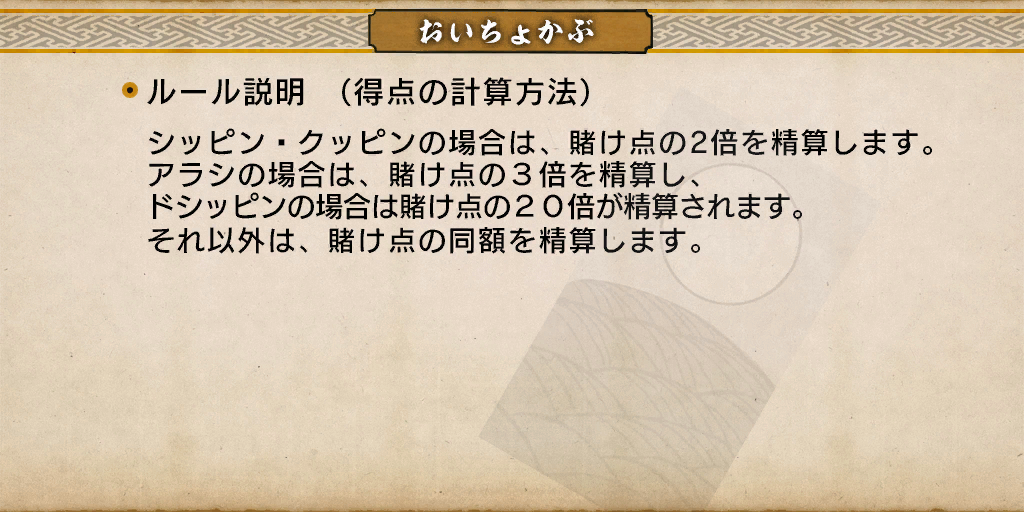 おいちょかぶ
ルール説明　（得点の計算方法）
シッピン・クッピンの場合は、賭け点の2倍を精算します。
アラシの場合は、賭け点の３倍を精算し、
ドシッピンの場合は賭け点の２０倍が精算されます。
それ以外は、賭け点の同額を精算します。